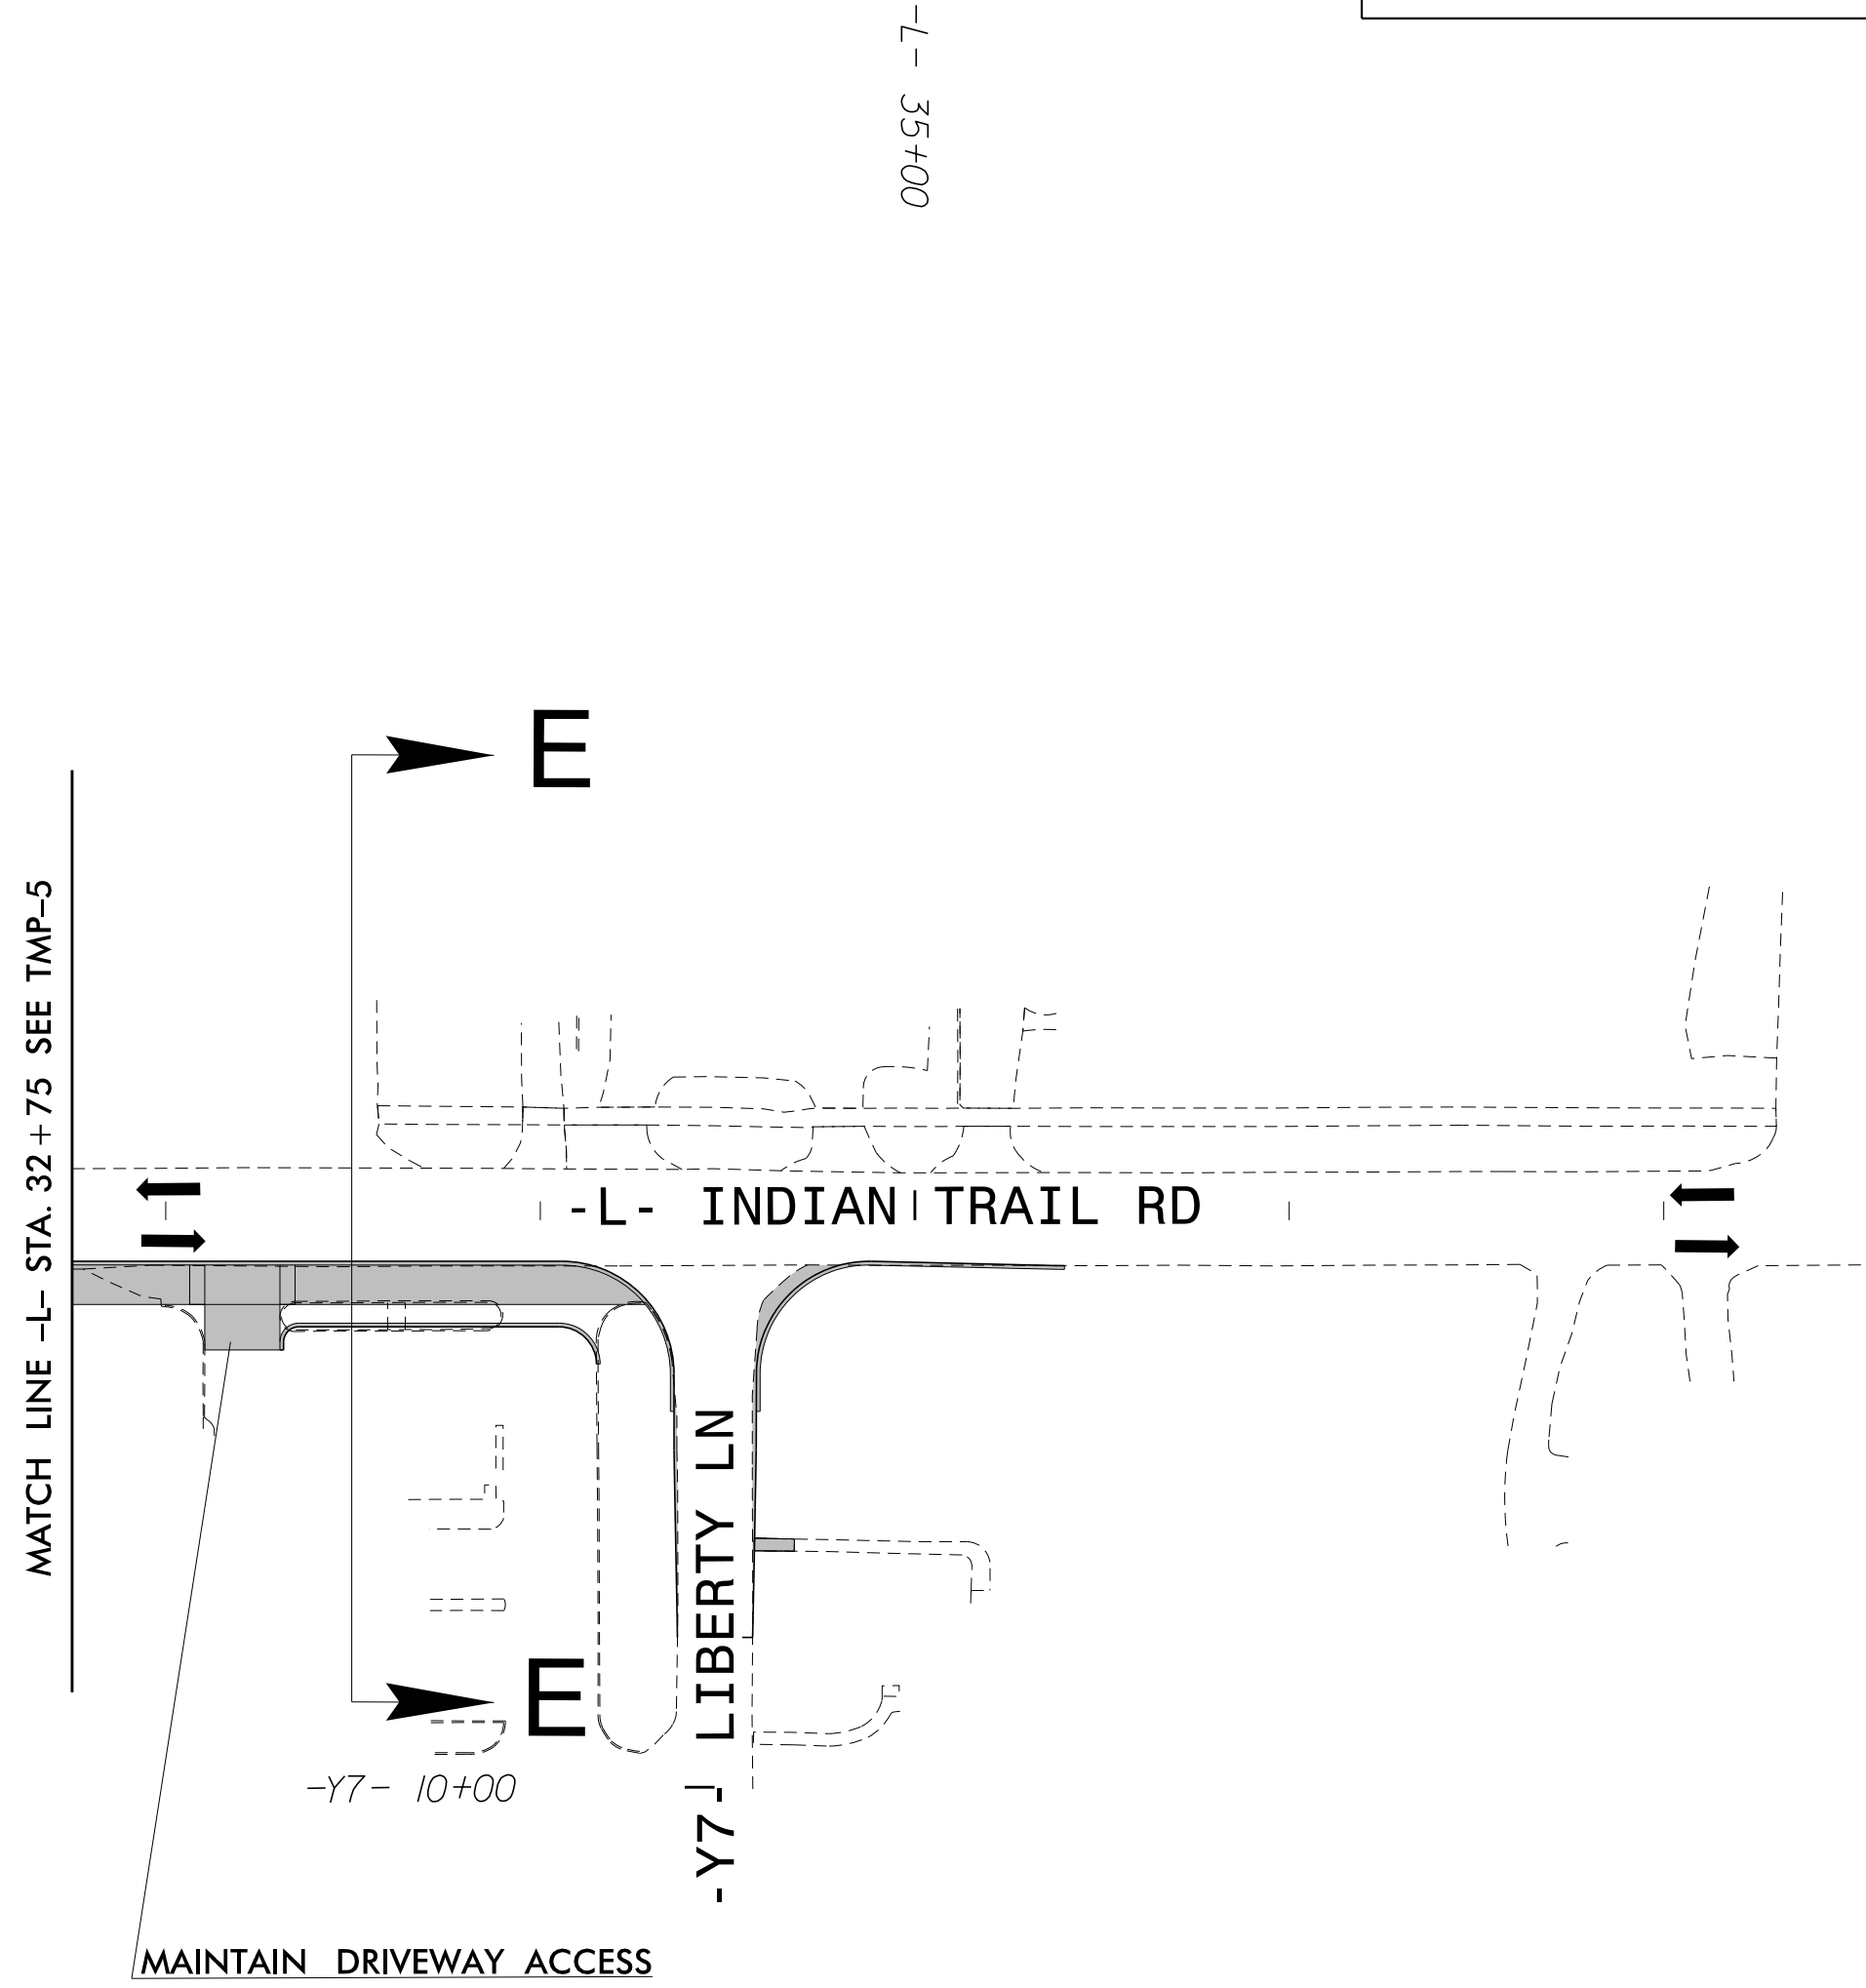 -L- 35+00
E
MATCH LINE -L- STA. 32+75 SEE TMP-5
-L- INDIAN TRAIL RD
-Y7- LIBERTY LN
E
-Y7- 10+00
MAINTAIN DRIVEWAY ACCESS